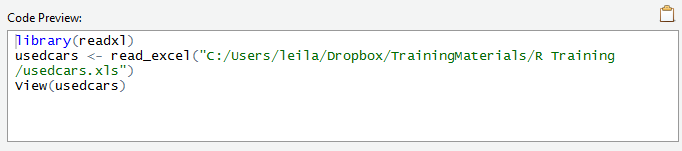 Code Preview:
library(readxl)
usedcars <- read_excel("C:/Users/leila/Dropbox/TrainingMaterials/R Training
/usedcars.xls")
View(usedcars)